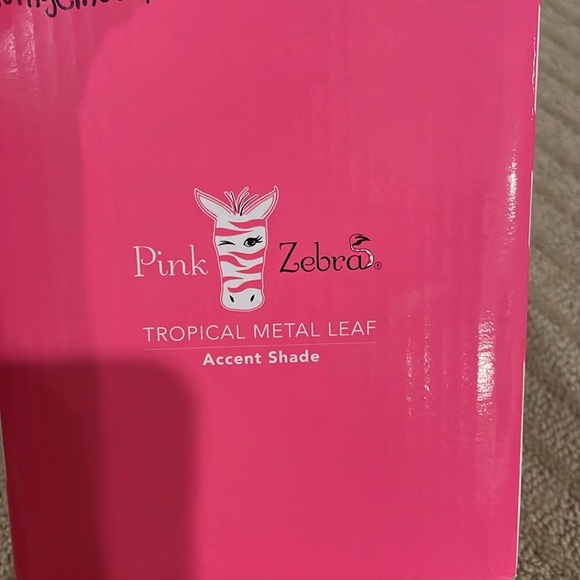 Pink Zebra®
TROPICAL METAL LEAF
Accent Shade